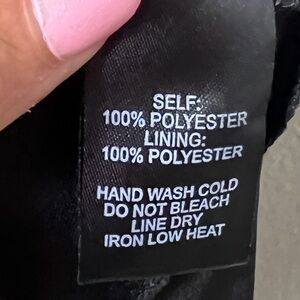 SELF:
100% POLYESTER
LINING:
100% POLYESTER
HAND WASH COLD
DO NOT BLEACH
LINE DRY
IRON LOW HEAT